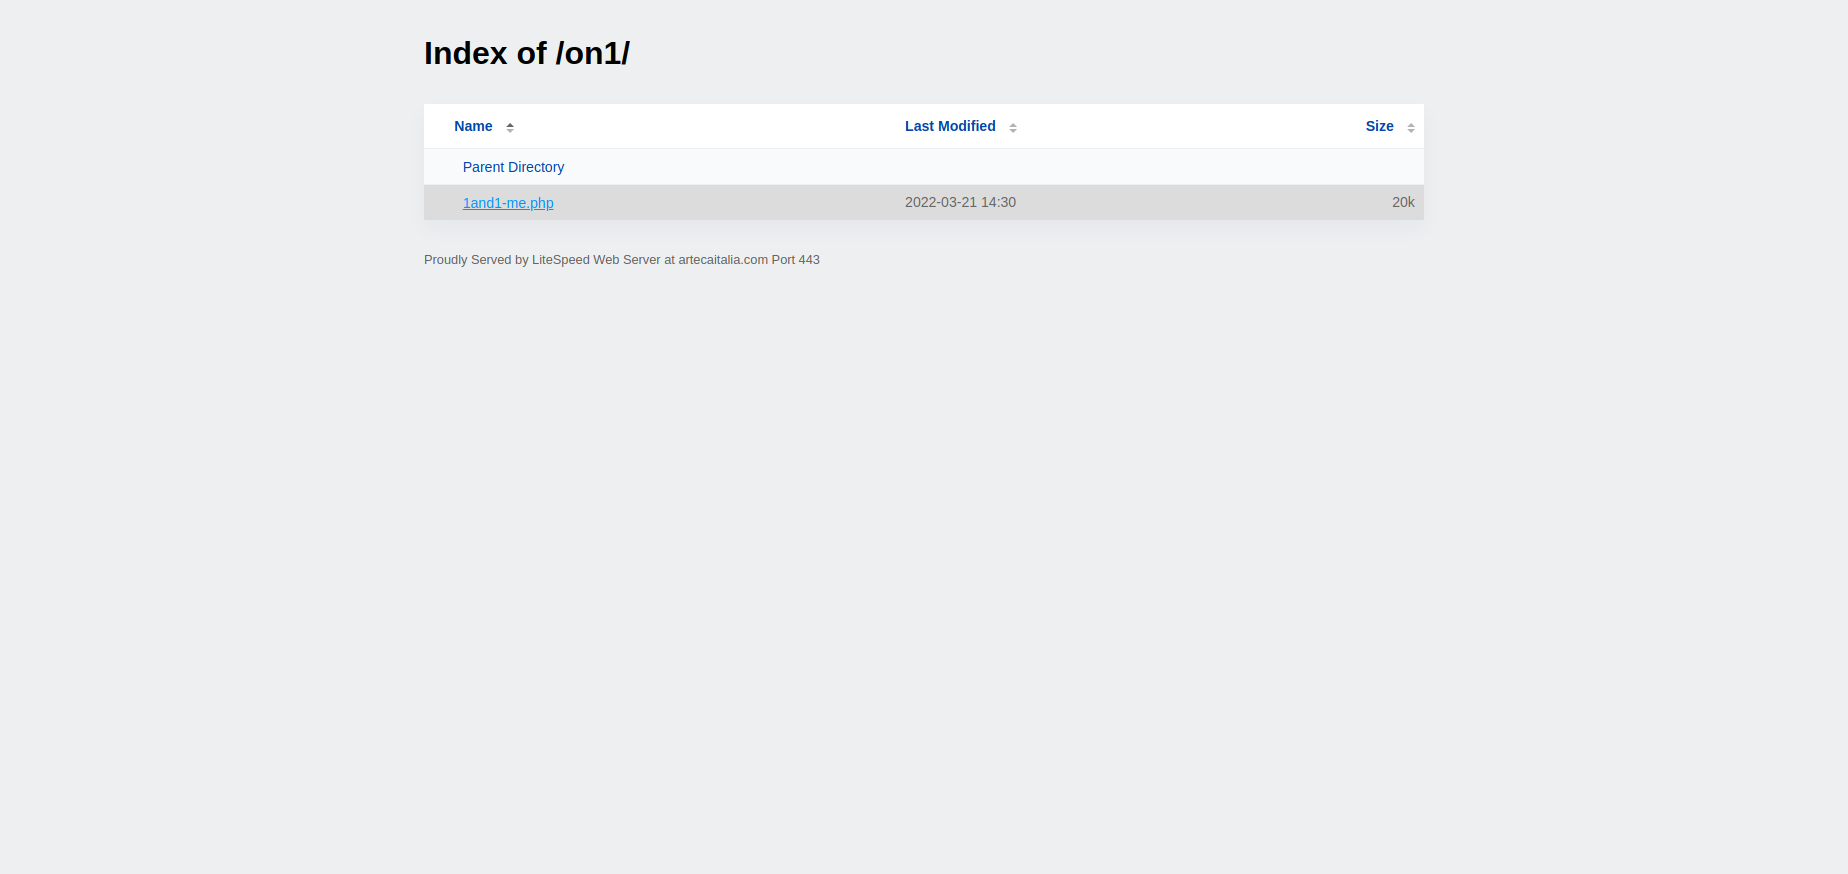 Index of /on1/
Name Last Modified Size
Parent Directory
1and1-me.php 2022-03-21 14:30 20k
Proudly Served by LiteSpeed Web Server at artecaitalia.com Port 443